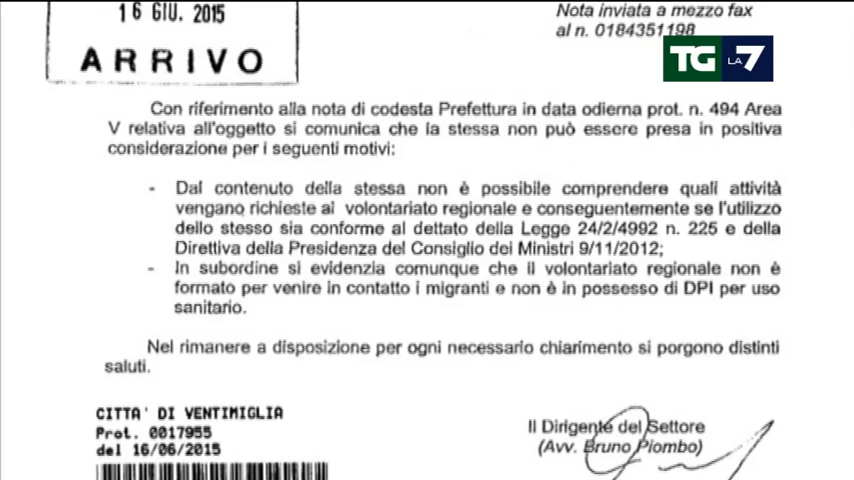 16 GIU. 2015
ARRIVO
Nota inviata a mezzo fax
al n. 0184351198
TG LA7
Con riferimento alla nota di codesta Prefettura in data odierna prot. n. 494 Area
V relativa all'oggetto si comunica che la stessa non può essere presa in positiva
considerazione per i seguenti motivi:
- Dal contenuto della stessa non è possibile comprendere quali attività
vengano richieste al volontariato regionale e conseguentemente se l'utilizzo
dello stesso sia conforme al dettato della Legge 24/2/4992 n. 225 e della
Direttiva della Presidenza del Consiglio dei Ministri 9/11/2012;
- In subordine si evidenzia comunque che il volontariato regionale non è
formato per venire in contatto i migranti e non è in possesso di DPI per uso
sanitario.
Nel rimanere a disposizione per ogni necessario chiarimento si porgono distinti
saluti.
CITTA' DI VENTIMIGLIA
Prot. 0017955
del 16/06/2015
Il Dirigente del Settore
(Avv. Bruno Piombo)